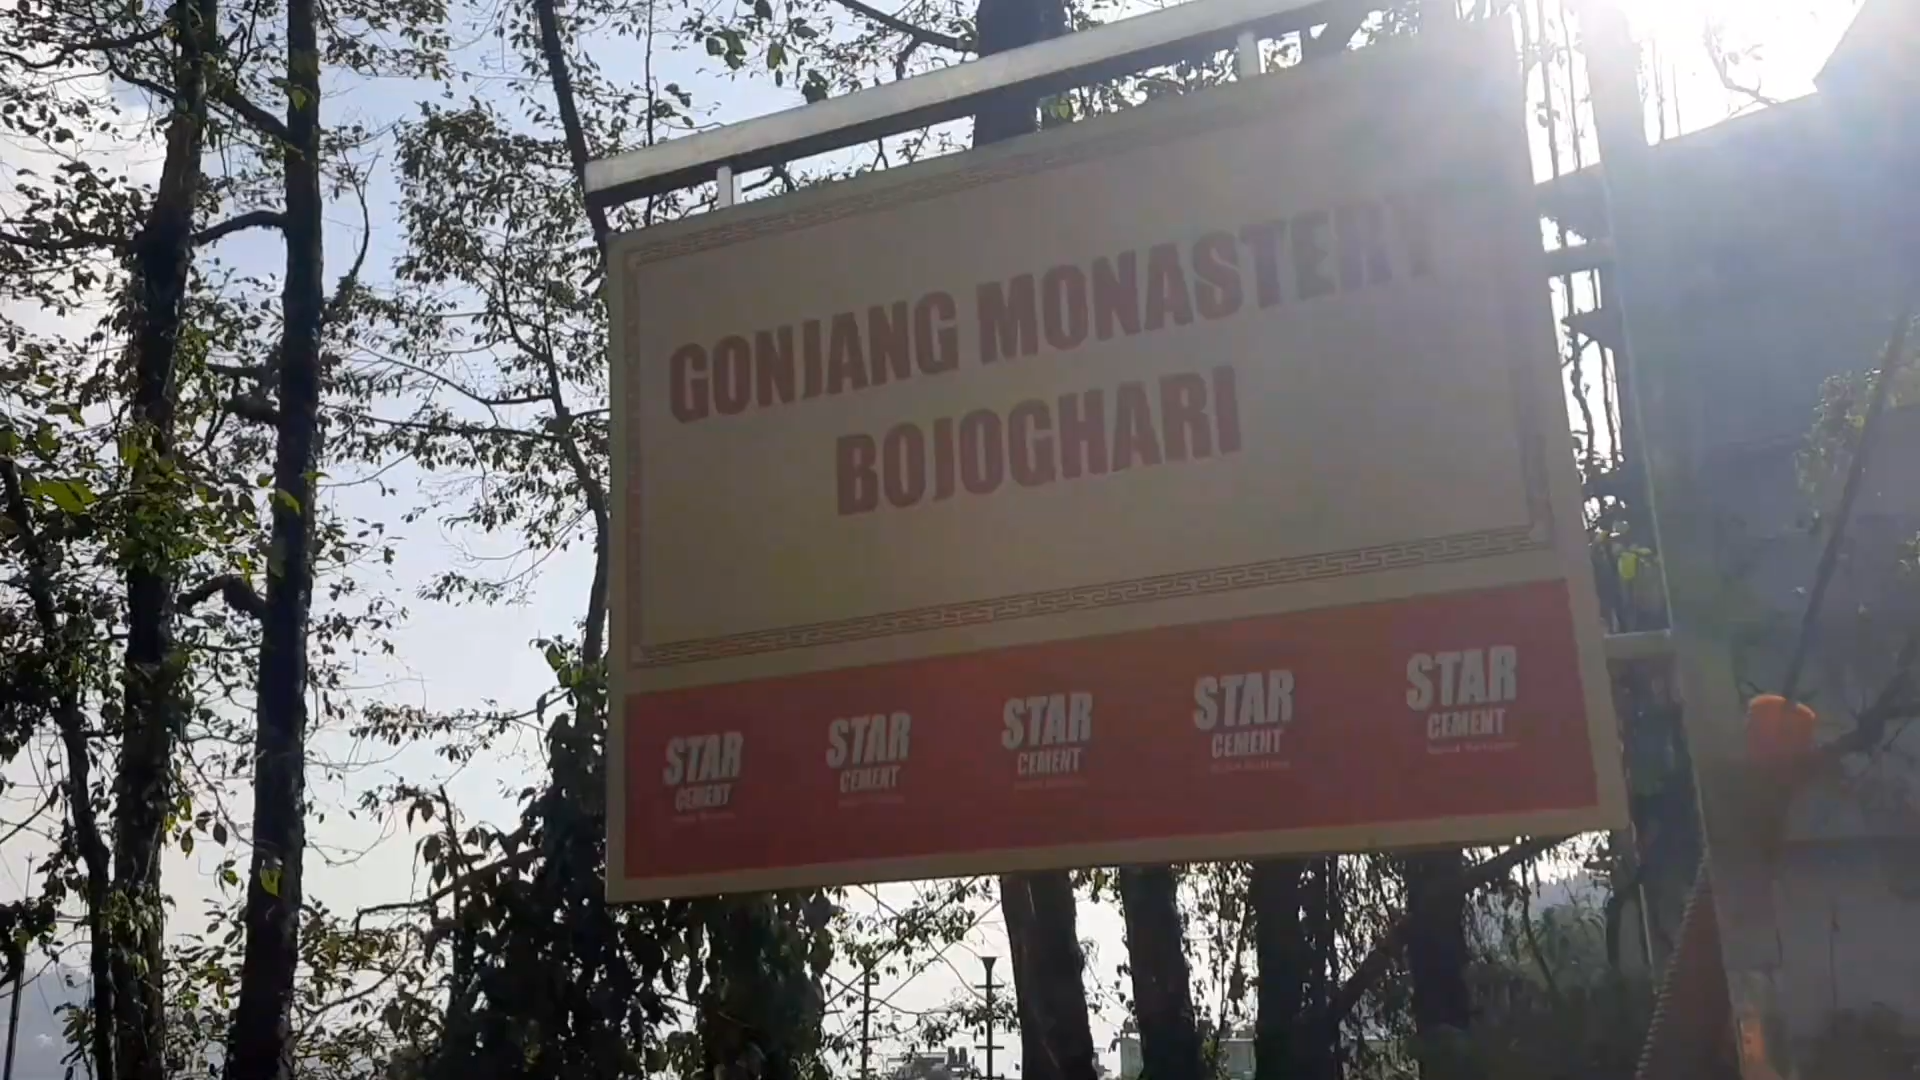 GONJANG MONASTERY
BOJOGHARI
STAR STAR STAR STAR STAR
CEMENT CEMENT CEMENT CEMENT CEMENT